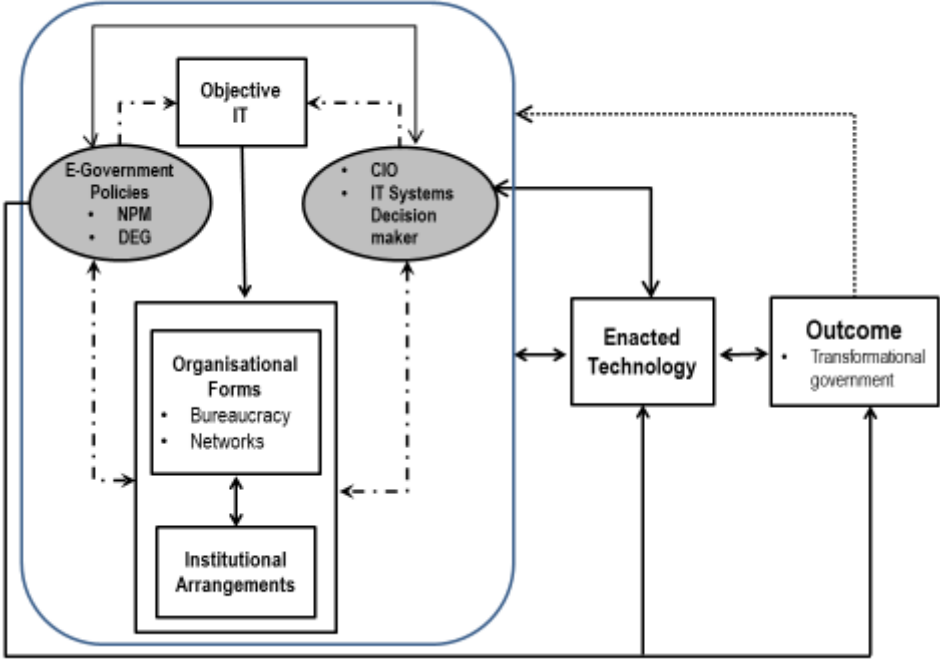 Objective
IT
E-Government
Policies
• NPM
• DEG
• CIO
• IT Systems
Decision
maker
Organisational
Forms
• Bureaucracy
• Networks
Institutional
Arrangements
Enacted
Technology
Outcome
• Transformational
government